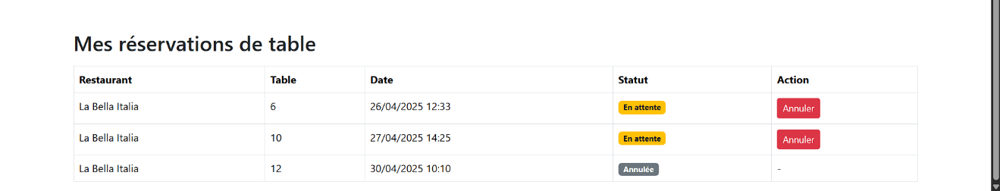 Mes réservations de table
Restaurant Table Date Statut Action
La Bella Italia 6 26/04/2025 12:33 En attente Annuler
La Bella Italia 10 27/04/2025 14:25 En attente Annuler
La Bella Italia 12 30/04/2025 10:10 Annulée -